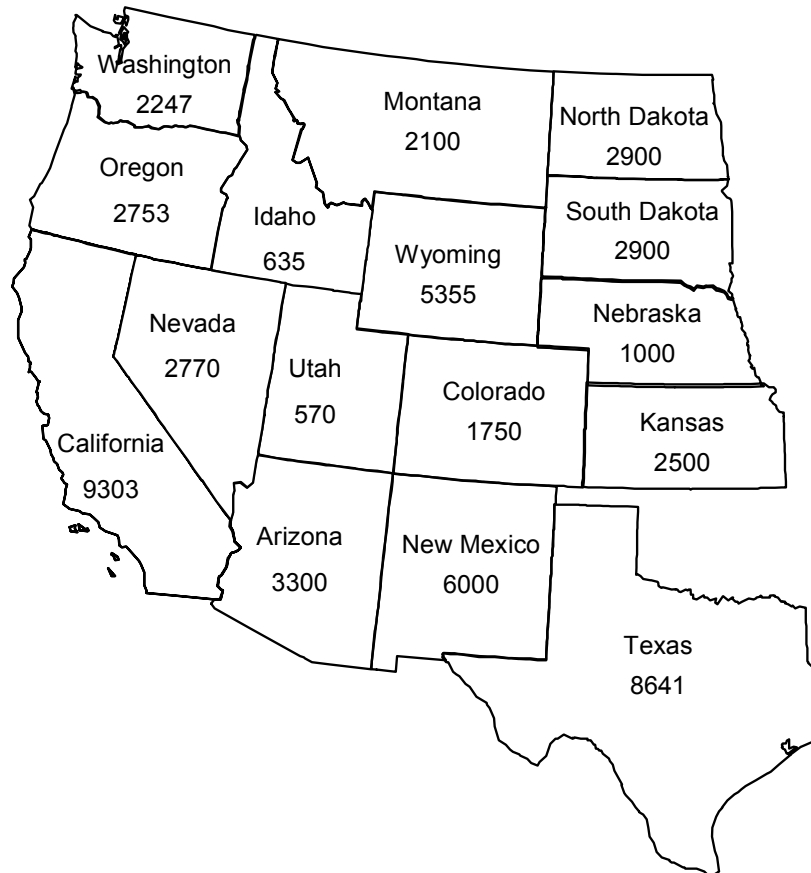 Washington
2247
Montana
2100
North Dakota
2900
Oregon
2753
Idaho
635
South Dakota
2900
Wyoming
5355
Nevada
2770
Nebraska
1000
Utah
570
Colorado
1750
Kansas
2500
California
9303
Arizona
3300
New Mexico
6000
Texas
8641